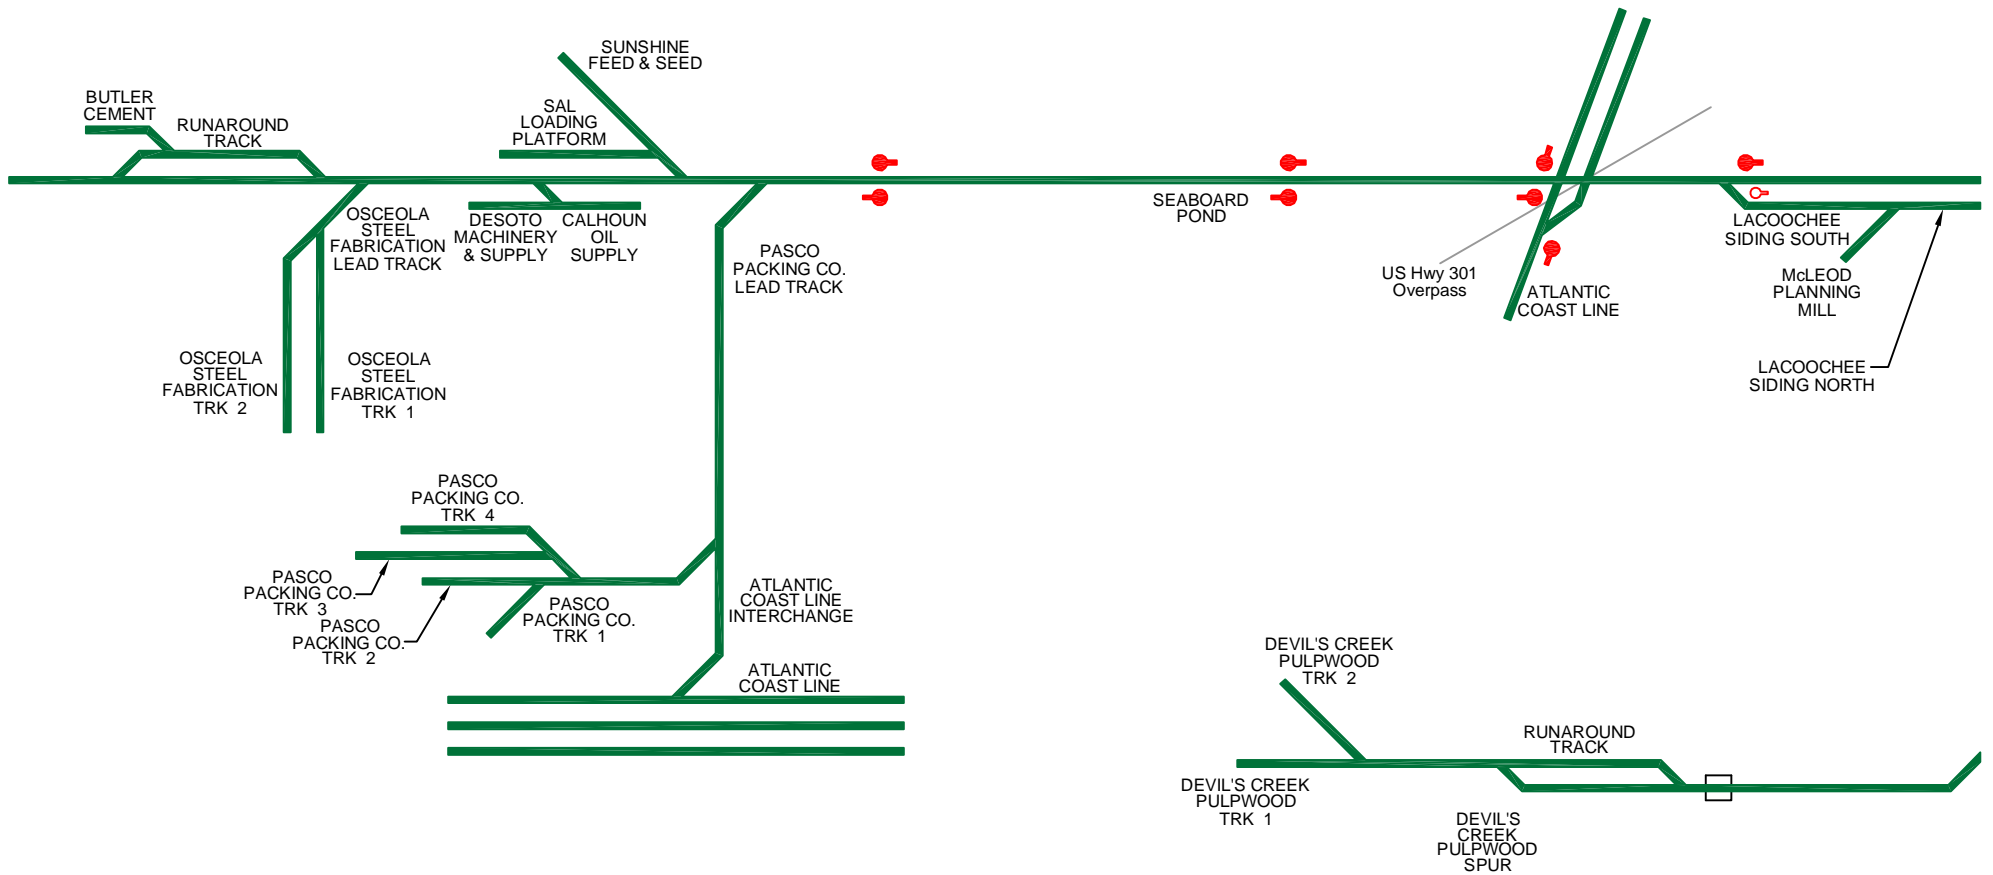 SUNSHINE
FEED & SEED
BUTLER
CEMENT
RUNAROUND
TRACK
SAL
LOADING
PLATFORM
OSCEOLA
STEEL
FABRICATION
LEAD TRACK
DESOTO
MACHINERY
& SUPPLY
CALHOUN
OIL
SUPPLY
PASCO
PACKING CO.
LEAD TRACK
SEABOARD
POND
US Hwy 301
Overpass
ATLANTIC
COAST LINE
LACOOCHEE
SIDING SOUTH
McLEOD
PLANNING
MILL
LACOOCHEE
SIDING NORTH
OSCEOLA
STEEL
FABRICATION
TRK 2
OSCEOLA
STEEL
FABRICATION
TRK 1
PASCO
PACKING CO.
TRK 4
PASCO
PACKING CO.
TRK 3
PASCO
PACKING CO.
TRK 2
PASCO
PACKING CO.
TRK 1
ATLANTIC
COAST LINE
INTERCHANGE
ATLANTIC
COAST LINE
DEVIL'S CREEK
PULPWOOD
TRK 2
RUNAROUND
TRACK
DEVIL'S CREEK
PULPWOOD
TRK 1
DEVIL'S
CREEK
PULPWOOD
SPUR